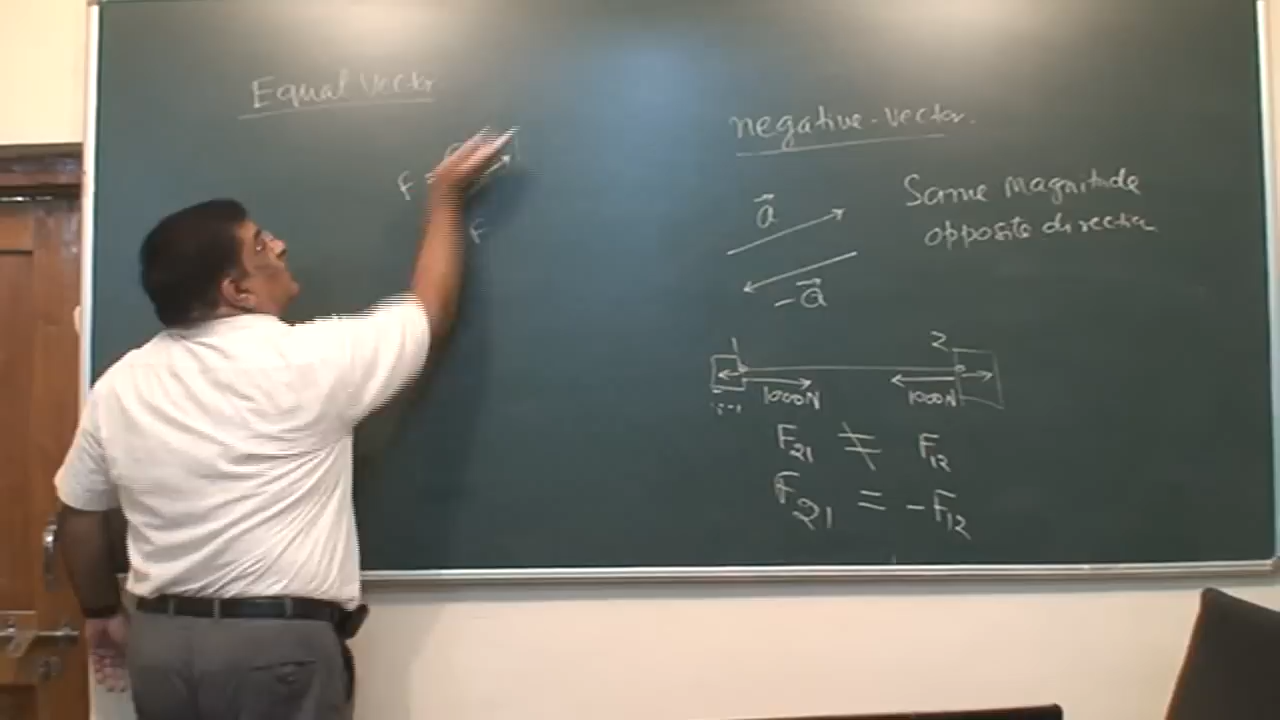 Equal Vector
F
F
negative-vector.
Same magnitude
opposite direction
a⃗
-a⃗
1 2
1000N 1000N
F₂₁ ≠ F₁₂
F₂₁ = -F₁₂